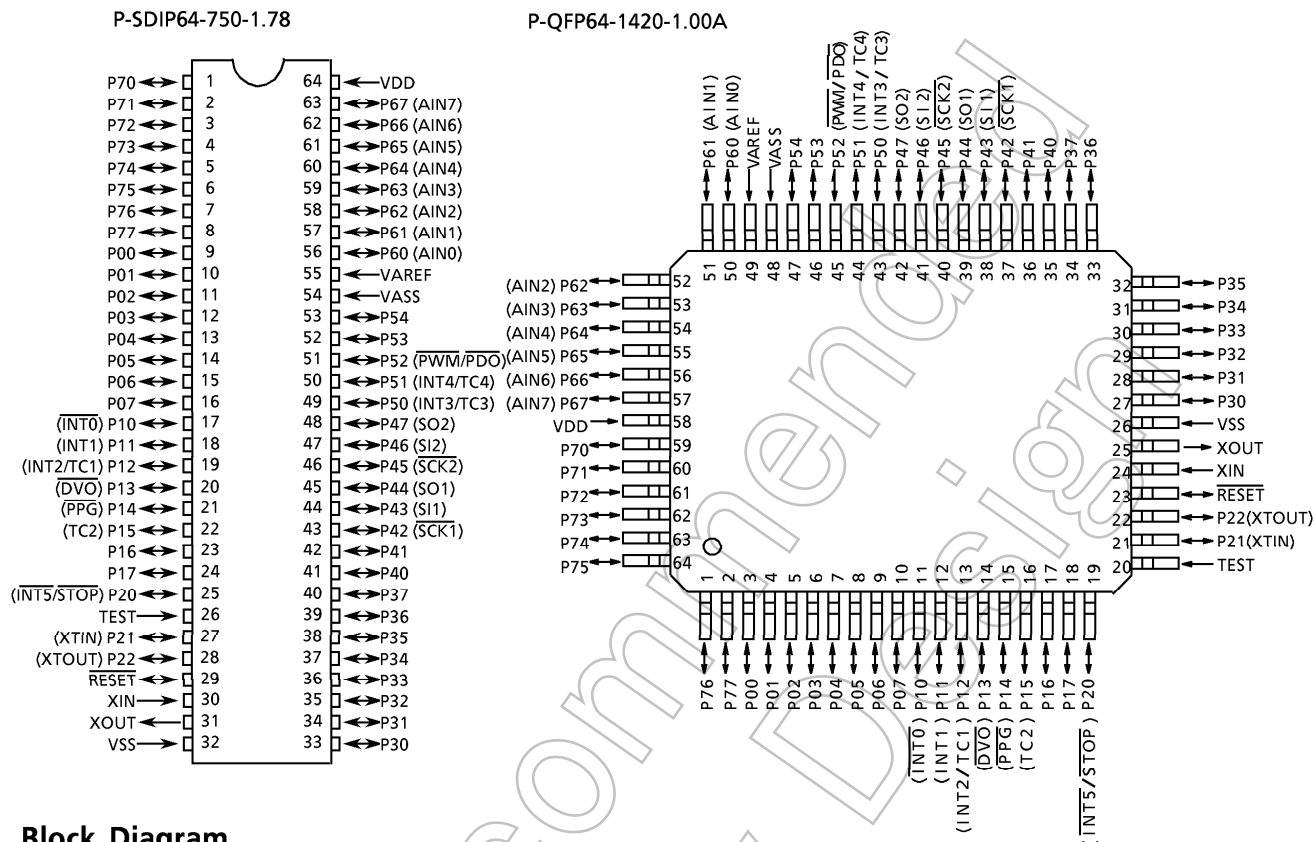 P-SDIP64-750-1.78
P70 1 64 VDD
P71 2 63 P67 (AIN7)
P72 3 62 P66 (AIN6)
P73 4 61 P65 (AIN5)
P74 5 60 P64 (AIN4)
P75 6 59 P63 (AIN3)
P76 7 58 P62 (AIN2)
P77 8 57 P61 (AIN1)
P00 9 56 P60 (AIN0)
P01 10 55 VAREF
P02 11 54 VASS
P03 12 53 P54
P04 13 52 P53
P05 14 51 P52 (PWM/PDO)
P06 15 50 P51 (INT4/TC4)
P07 16 49 P50 (INT3/TC3)
(INT0) P10 17 48 P47 (SO2)
(INT1) P11 18 47 P46 (SI2)
(INT2/TC1) P12 19 46 P45 (SCK2)
(DVO) P13 20 45 P44 (SO1)
(PPG) P14 21 44 P43 (SI1)
(TC2) P15 22 43 P42 (SCK1)
P16 23 42 P41
P17 24 41 P40
(INT5/STOP) P20 25 40 P37
TEST 26 39 P36
(XTIN) P21 27 38 P35
(XTOUT) P22 28 37 P34
RESET 29 36 P33
XIN 30 35 P32
XOUT 31 34 P31
VSS 32 33 P30
P-QFP64-1420-1.00A
P61 (AIN1) 51
P60 (AIN0) 50
VAREF 49
VASS 48
P54 47
P53 46
P52 (PWM/PDO) 45
P51 (INT4/TC4) 44
P50 (INT3/TC3) 43
P47 (SO2) 42
P46 (SI2) 41
P45 (SCK2) 40
P44 (SO1) 39
P43 (SI1) 38
P42 (SCK1) 37
P41 36
P40 35
P37 34
P36 33
(AIN2) P62 52
(AIN3) P63 53
(AIN4) P64 54
(AIN5) P65 55
(AIN6) P66 56
(AIN7) P67 57
VDD 58
P70 59
P71 60
P72 61
P73 62
P74 63
P75 64
32 P35
31 P34
30 P33
29 P32
28 P31
27 P30
26 VSS
25 XOUT
24 XIN
23 RESET
22 P22(XTOUT)
21 P21(XTIN)
20 TEST
1 P76
2 P77
3 P00
4 P01
5 P02
6 P03
7 P04
8 P05
9 P06
10 P07
11 P10 (INT0)
12 P11 (INT1)
13 P12 (INT2/TC1)
14 P13 (DVO)
15 P14 (PPG)
16 P15 (TC2)
17 P16
18 P17
19 P20 (INT5/STOP)
Block Diagram
ommended
Design